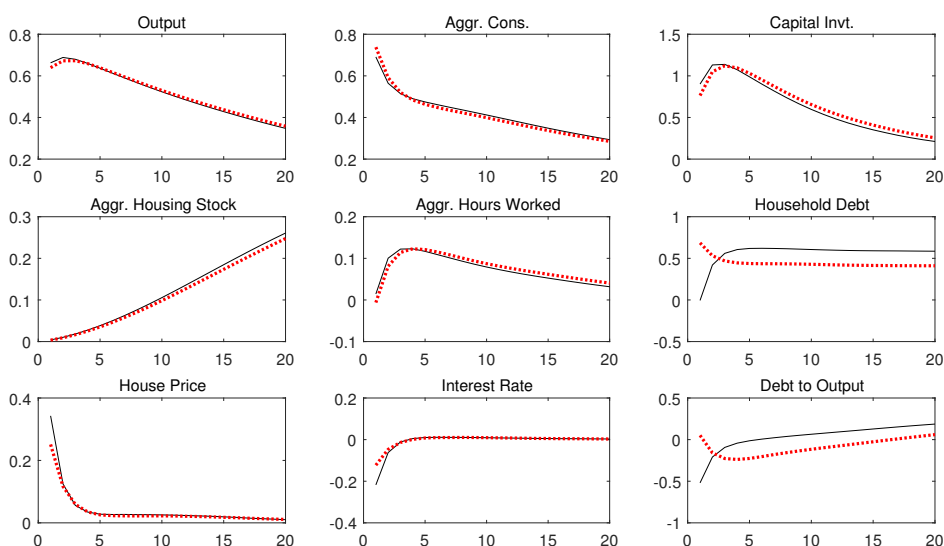 Output
Aggr. Cons.
Capital Invt.
0.8
0.6
0.4
0.2
0 5 10 15 20
0.8
0.6
0.4
0.2
0 5 10 15 20
1.5
1
0.5
0
0 5 10 15 20
Aggr. Housing Stock
Aggr. Hours Worked
Household Debt
0.3
0.2
0.1
0
0 5 10 15 20
0.2
0.1
0
-0.1
0 5 10 15 20
1
0.5
0
-0.5
0 5 10 15 20
House Price
Interest Rate
Debt to Output
0.4
0.2
0
0 5 10 15 20
0.2
0
-0.2
-0.4
0 5 10 15 20
0.5
0
-0.5
-1
0 5 10 15 20